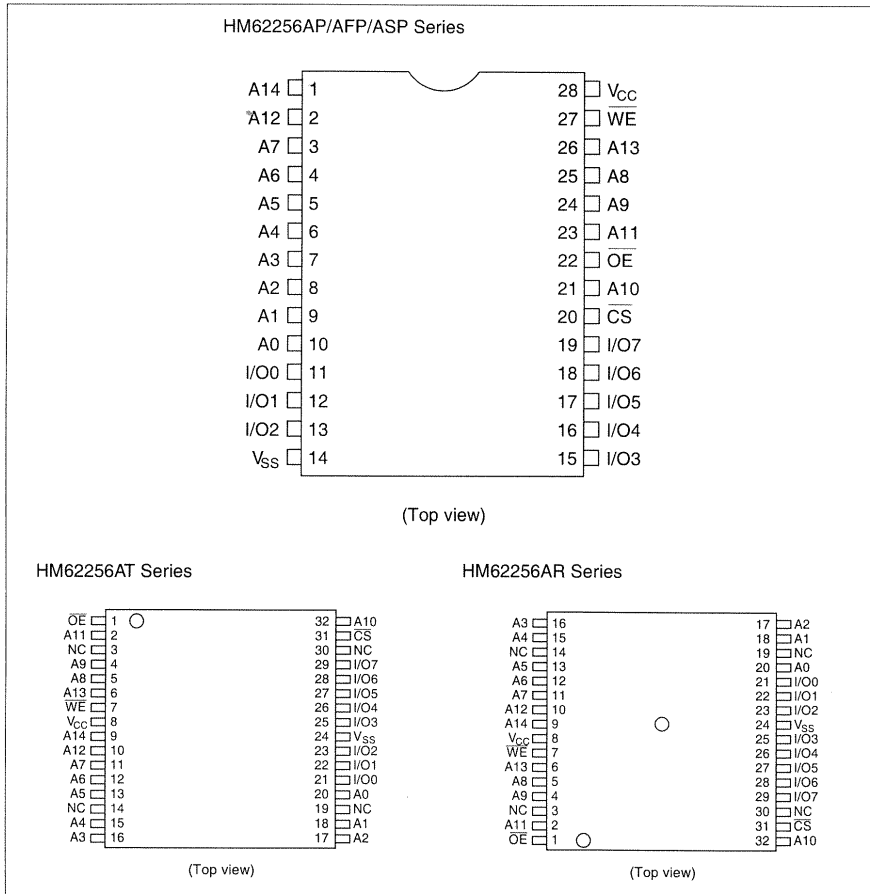 HM62256AP/AFP/ASP Series
A14 1 28 VCC
A12 2 27 W̅E̅
A7 3 26 A13
A6 4 25 A8
A5 5 24 A9
A4 6 23 A11
A3 7 22 O̅E̅
A2 8 21 A10
A1 9 20 C̅S̅
A0 10 19 I/O7
I/O0 11 18 I/O6
I/O1 12 17 I/O5
I/O2 13 16 I/O4
VSS 14 15 I/O3
(Top view)
HM62256AT Series
O̅E̅ 1 32 A10
A11 2 31 C̅S̅
NC 3 30 NC
A9 4 29 I/O7
A8 5 28 I/O6
A13 6 27 I/O5
W̅E̅ 7 26 I/O4
VCC 8 25 I/O3
A14 9 24 VSS
A12 10 23 I/O2
A7 11 22 I/O1
A6 12 21 I/O0
A5 13 20 A0
NC 14 19 NC
A4 15 18 A1
A3 16 17 A2
(Top view)
HM62256AR Series
A3 16 17 A2
A4 15 18 A1
NC 14 19 NC
A5 13 20 A0
A6 12 21 I/O0
A7 11 22 I/O1
A12 10 23 I/O2
A14 9 24 VSS
VCC 8 25 I/O3
W̅E̅ 7 26 I/O4
A13 6 27 I/O5
A8 5 28 I/O6
A9 4 29 I/O7
NC 3 30 NC
A11 2 31 C̅S̅
O̅E̅ 1 32 A10
(Top view)